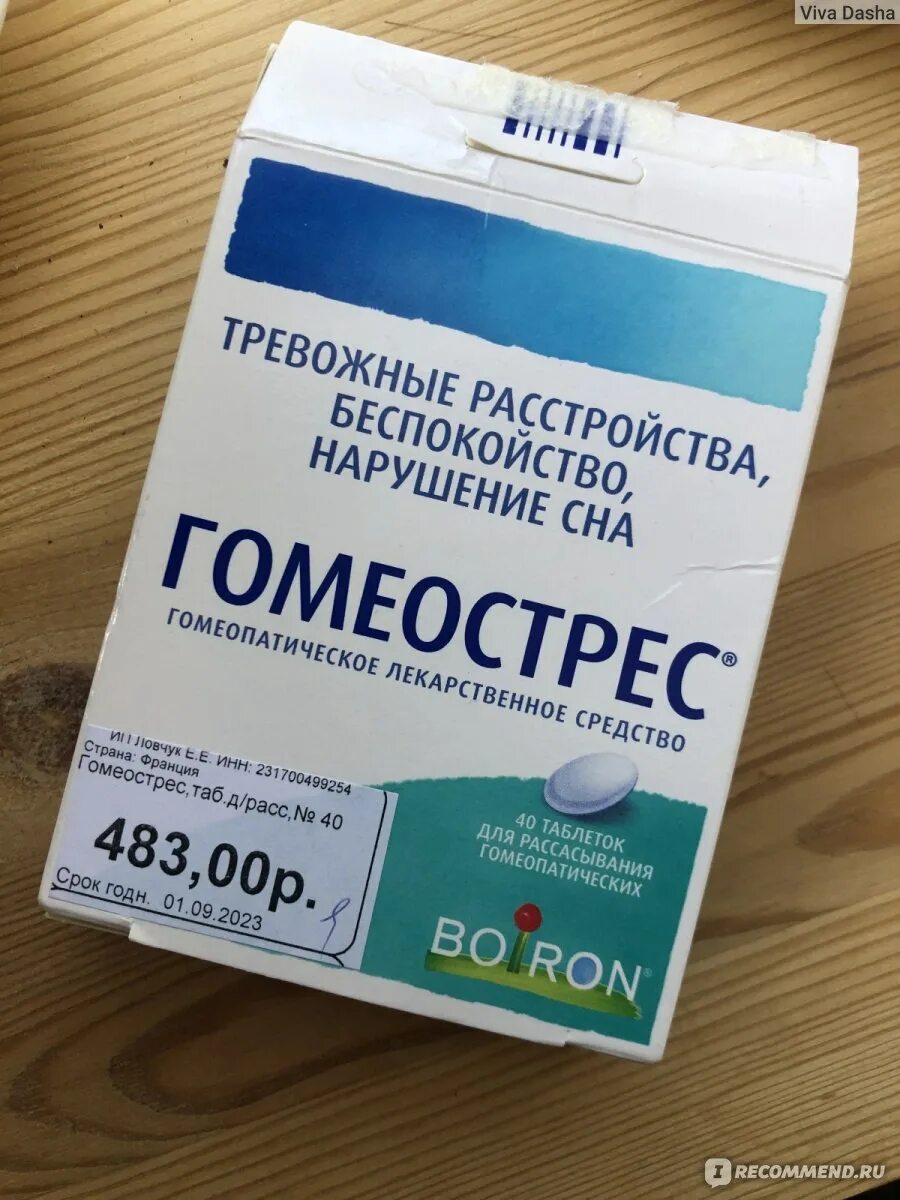 Viva Dasha
ТРЕВОЖНЫЕ РАССТРОЙСТВА,
БЕСПОКОЙСТВО,
НАРУШЕНИЕ СНА
ГОМЕОСТРЕС®
ГОМЕОПАТИЧЕСКОЕ ЛЕКАРСТВЕННОЕ СРЕДСТВО
ИП Ловчук Е.Е. ИНН: 231700499254
Страна: Франция
Гомеострес,таб.д/расс,№ 40
483,00р.
Срок годн. 01.09.2023
40 ТАБЛЕТОК
ДЛЯ РАССАСЫВАНИЯ
ГОМЕОПАТИЧЕСКИХ
BOIRON®
IRECOMMEND.RU